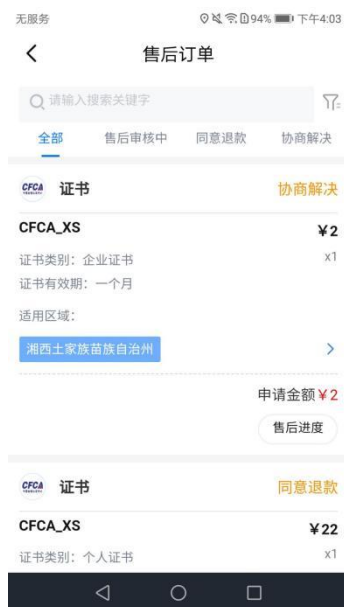 无服务 94% 下午4:03
售后订单
请输入搜索关键字
全部 售后审核中 同意退款 协商解决
CFCA 证书 协商解决
CFCA_XS ¥2
证书类别：企业证书 x1
证书有效期：一个月
适用区域：
湘西土家族苗族自治州
申请金额¥2
售后进度
CFCA 证书 同意退款
CFCA_XS ¥22
证书类别：个人证书 x1